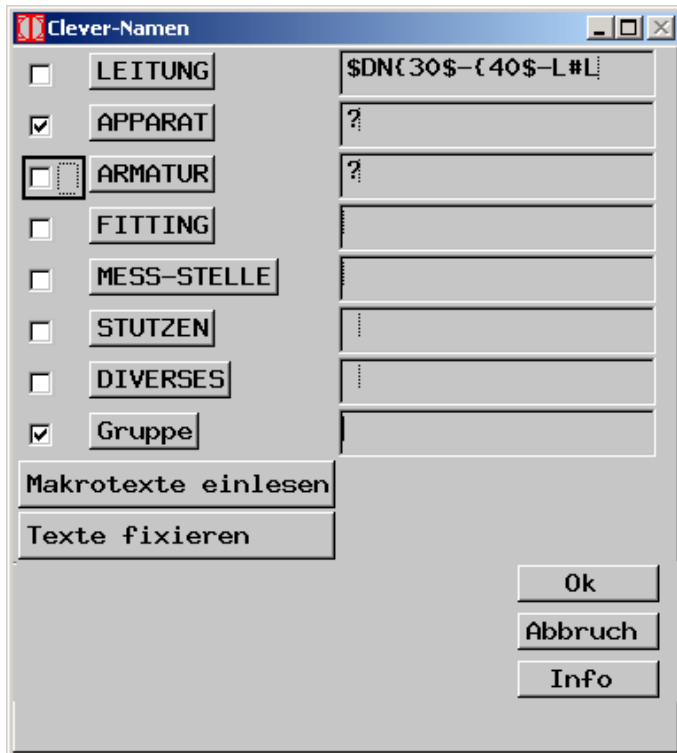 Clever-Namen
LEITUNG $DN{30$-{40$-L#L
APPARAT ?
ARMATUR ?
FITTING
MESS-STELLE
STUTZEN
DIVERSES
Gruppe
Makrotexte einlesen
Texte fixieren
Ok
Abbruch
Info